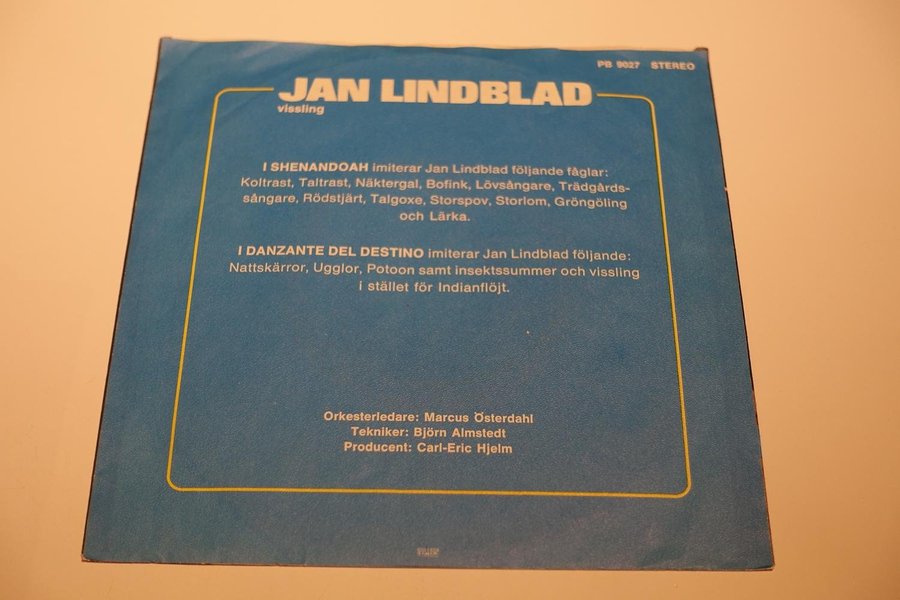 PB 9027 STEREO
JAN LINDBLAD
vissling
I SHENANDOAH imiterar Jan Lindblad följande fåglar:
Koltrast, Taltrast, Näktergal, Bofink, Lövsångare, Trädgårds-
sångare, Rödstjärt, Talgoxe, Storspov, Storlom, Gröngöling
och Lärka.
I DANZANTE DEL DESTINO imiterar Jan Lindblad följande:
Nattskärror, Ugglor, Potoon samt insektssummer och vissling
i stället för Indianflöjt.
Orkesterledare: Marcus Österdahl
Tekniker: Björn Almstedt
Producent: Carl-Eric Hjelm